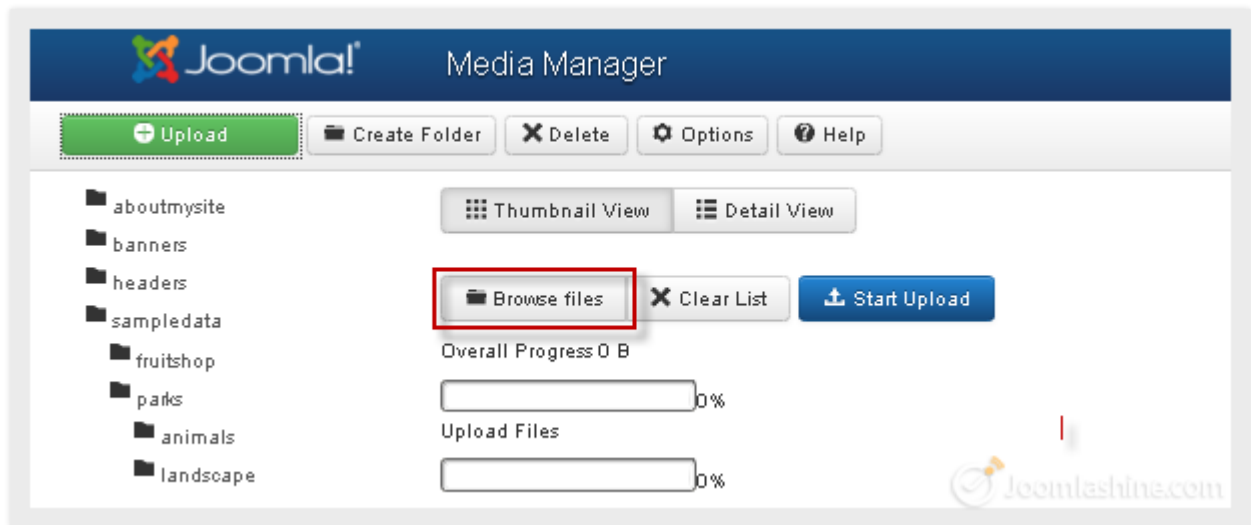 Joomla! Media Manager
Upload Create Folder Delete Options Help
aboutmysite
banners
headers
sampledata
fruitshop
parks
animals
landscape
Thumbnail View Detail View
Browse files Clear List Start Upload
Overall Progress 0 B
0%
Upload Files
0%
Joomlashine.com